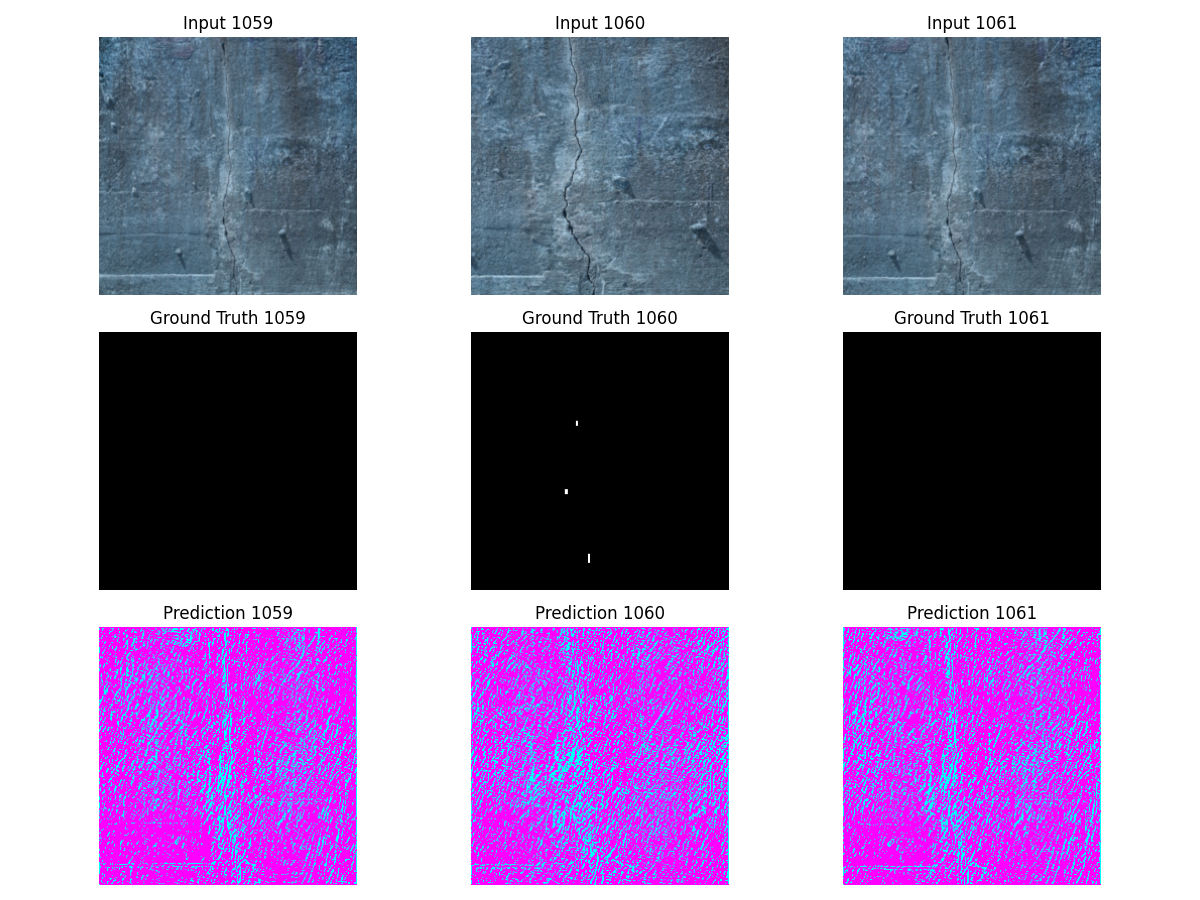 Input 1059
Input 1060
Input 1061
Ground Truth 1059
Ground Truth 1060
Ground Truth 1061
Prediction 1059
Prediction 1060
Prediction 1061